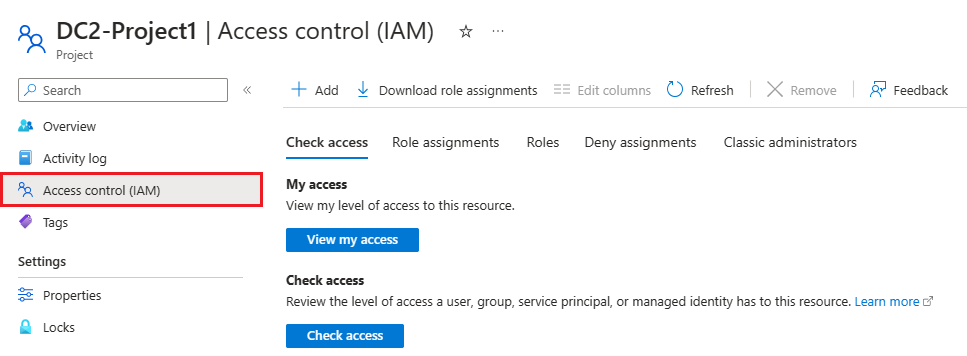 DC2-Project1 | Access control (IAM)
Project
Search
Add Download role assignments Edit columns Refresh Remove Feedback
Overview
Activity log
Access control (IAM)
Tags
Settings
Properties
Locks
Check access Role assignments Roles Deny assignments Classic administrators
My access
View my level of access to this resource.
View my access
Check access
Review the level of access a user, group, service principal, or managed identity has to this resource. Learn more
Check access